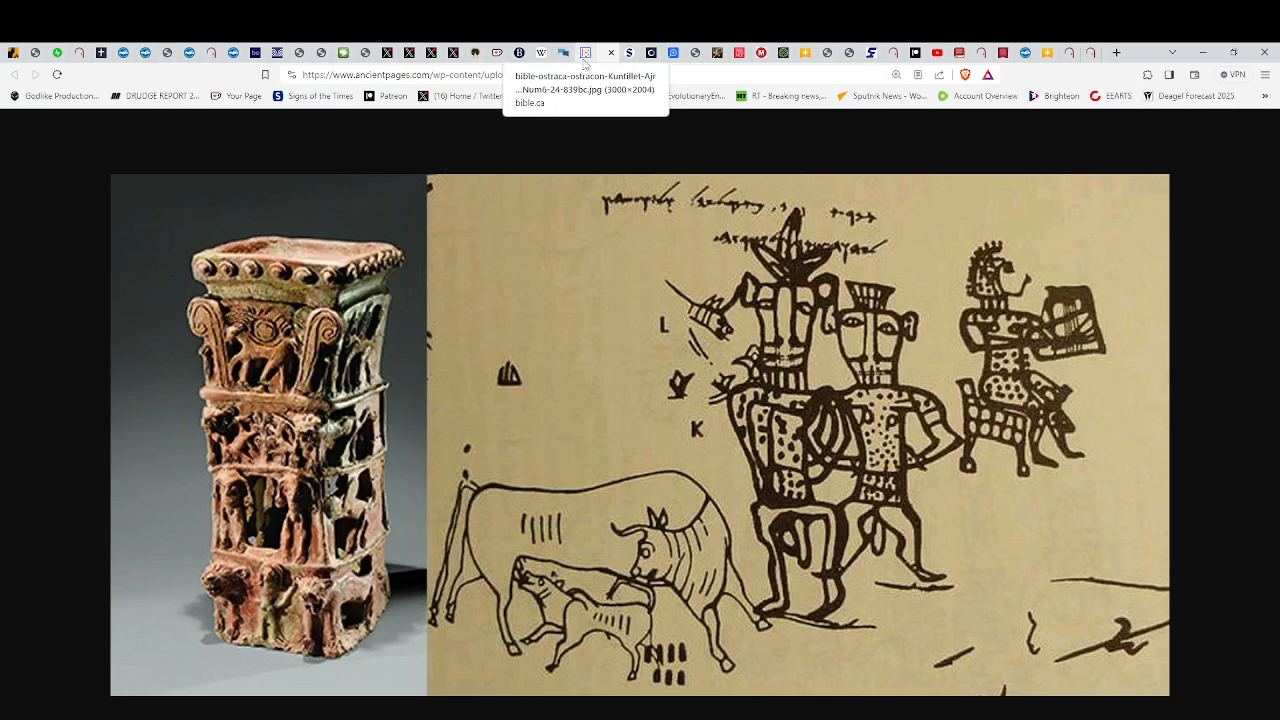 https://www.ancientpages.com/wp-content/uplo
VPN
bible-ostraca-ostracon-Kuntillet-Ajr
...Num6-24-839bc.jpg (3000×2004)
bible.ca
Godlike Production...
DRUDGE REPORT 2...
Your Page
Signs of the Times
Patreon
(16) Home / Twitter
evolutionaryEn...
RT - Breaking news,...
Sputnik News – Wo...
Advanced Sources...
Brighteon
EEARTS
Deagel Forecast 2025
L
K